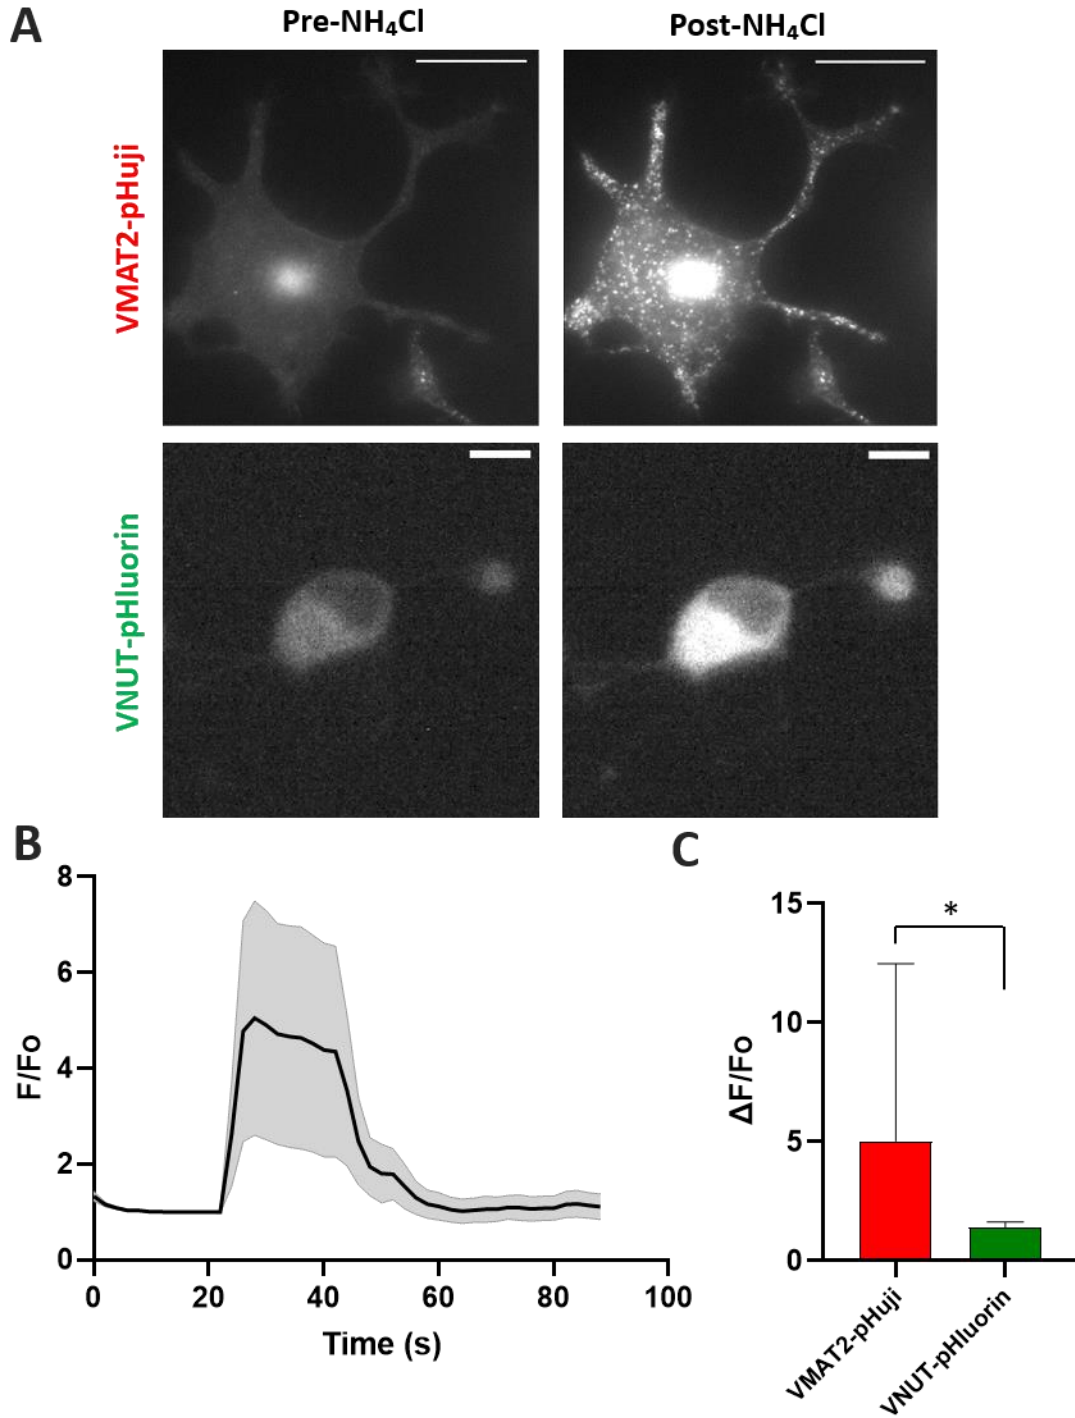 A
Pre-NH₄Cl
Post-NH₄Cl
VMAT2-pHuji
VNUT-pHluorin
B
8
6
4
2
0
F/Fo
0 20 40 60 80 100
Time (s)
C
15
10
5
0
ΔF/Fo
*
VMAT2-pHuji
VNUT-pHluorin